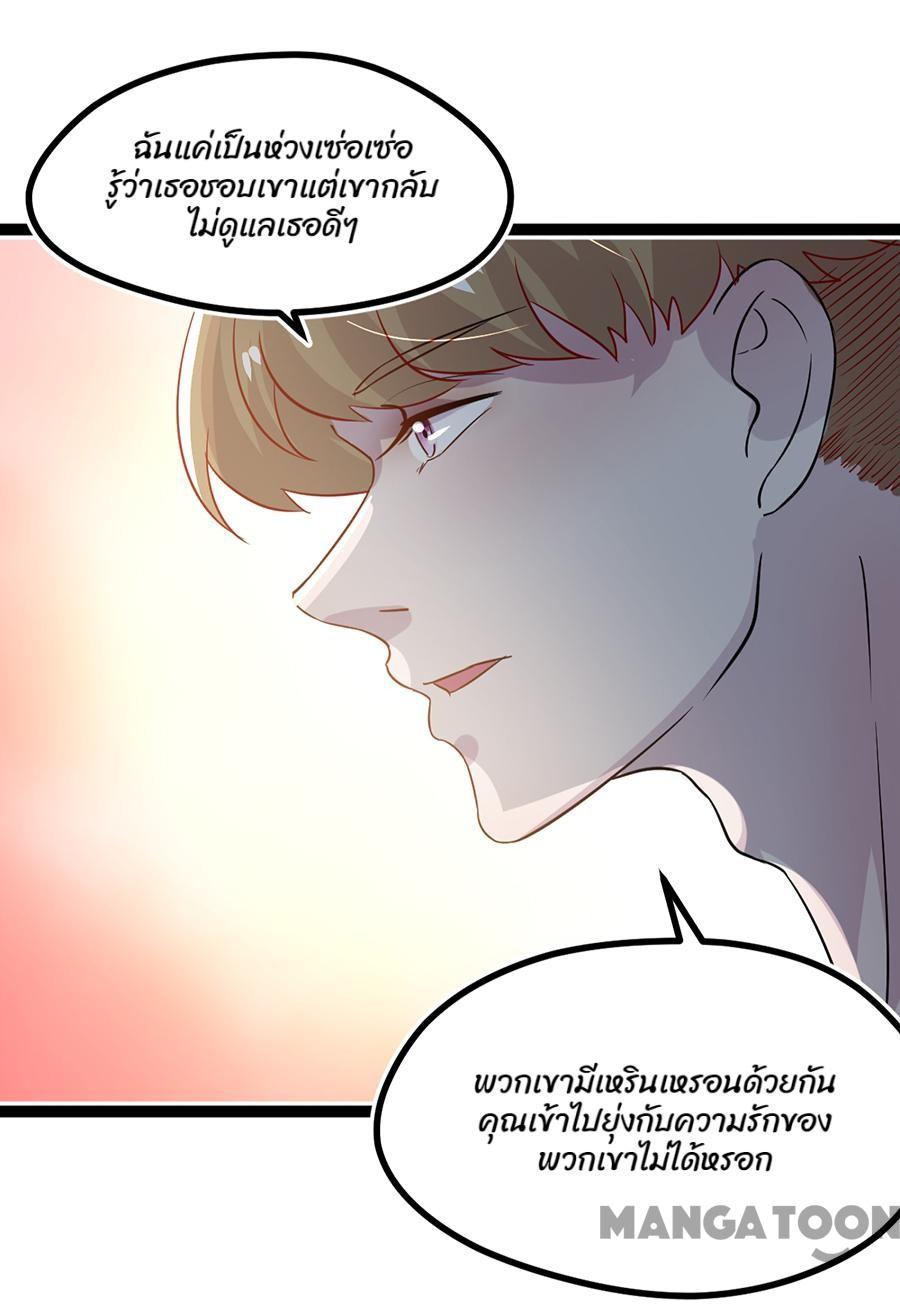 ฉันแค่เป็นห่วงเซ่อเซ่อ
รู้ว่าเธอชอบเขาแต่เขากลับ
ไม่ดูแลเธอดีๆ
พวกเขามีเหรินเหรอนด้วยกัน
คุณเข้าไปยุ่งกับความรักของ
พวกเขาไม่ได้หรอก
MANGATOON